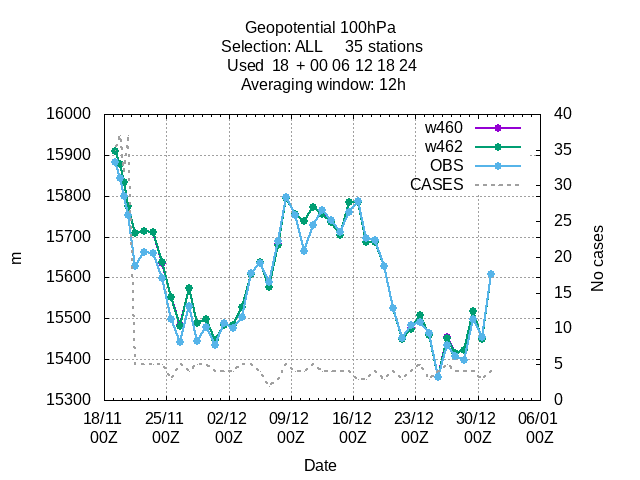 Geopotential 100hPa
Selection: ALL     35 stations
Used  18  + 00 06 12 18 24
Averaging window: 12h
16000
15900
15800
15700
15600
15500
15400
15300
m
40
35
30
25
20
15
10
5
0
No cases
w460
w462
OBS
CASES
18/11 25/11 02/12 09/12 16/12 23/12 30/12 06/01
00Z 00Z 00Z 00Z 00Z 00Z 00Z 00Z
Date